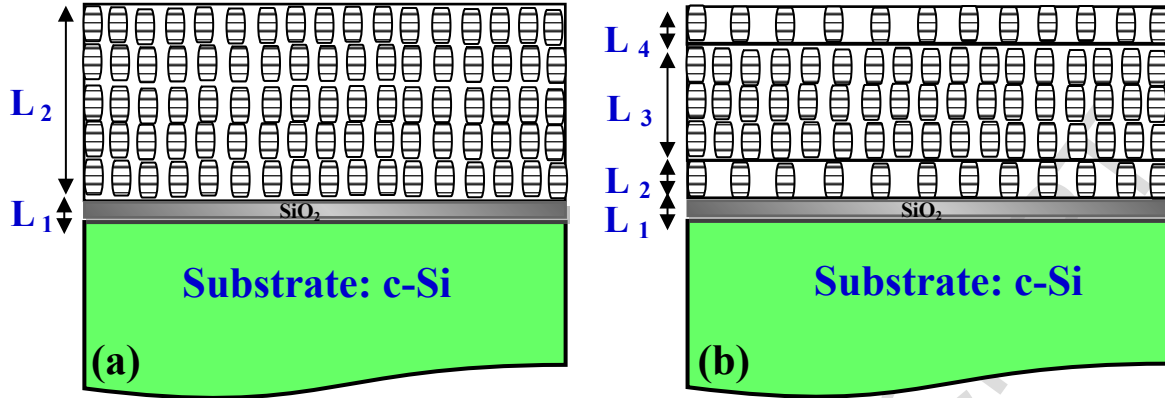 L 2
L 1
SiO2
Substrate: c-Si
(a)
L 4
L 3
L 2
L 1
SiO2
Substrate: c-Si
(b)